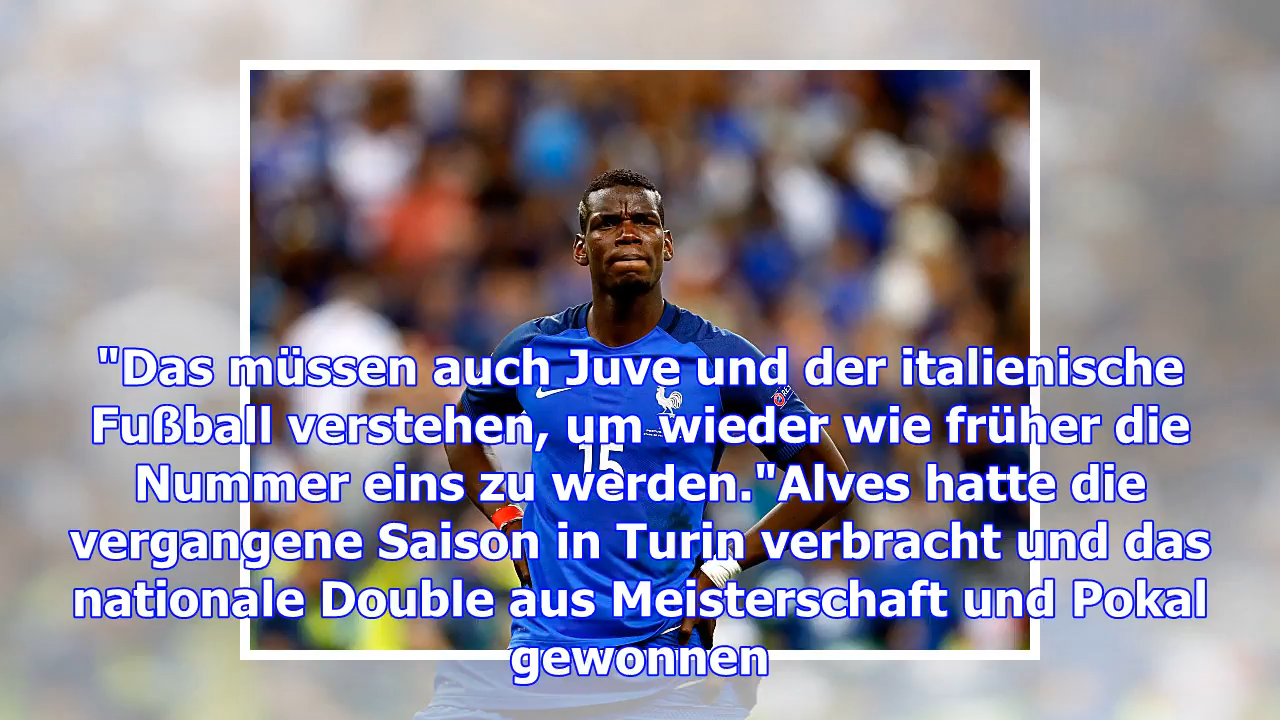 "Das müssen auch Juve und der italienische
Fußball verstehen, um wieder wie früher die
Nummer eins zu werden."Alves hatte die
vergangene Saison in Turin verbracht und das
nationale Double aus Meisterschaft und Pokal
gewonnen
15